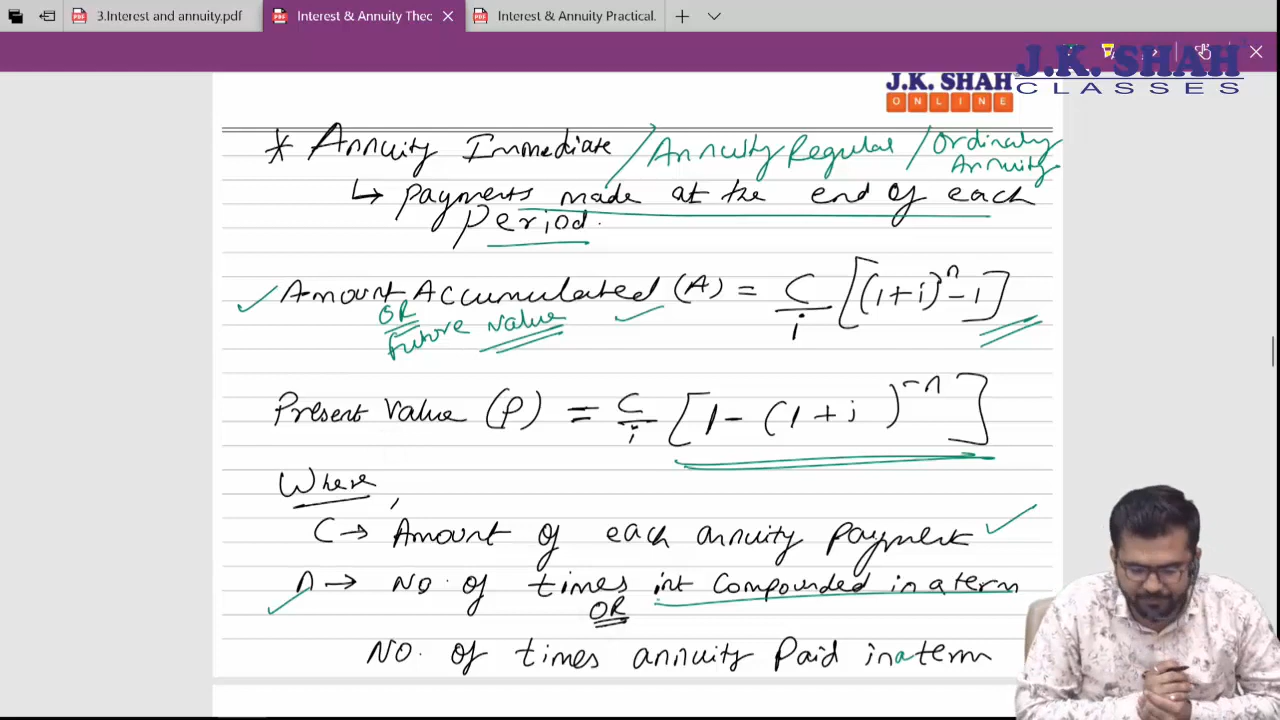 3.Interest and annuity.pdf
Interest & Annuity Theo
Interest & Annuity Practical.
J.K. SHAH
CLASSES
J.K. SHAH
ONLINE
* Annuity Immediate / Annuity Regular / Ordinary Annuity
↳ payments made at the end of each
period.
Amount Accumulated (A) = C/i [(1+i)^n - 1]
OR
future value
Present Value (P) = C/i [1 - (1+i)^-n]
Where,
C → Amount of each annuity payment
n → No. of times int compounded in a term
OR
No. of times annuity Paid in a term